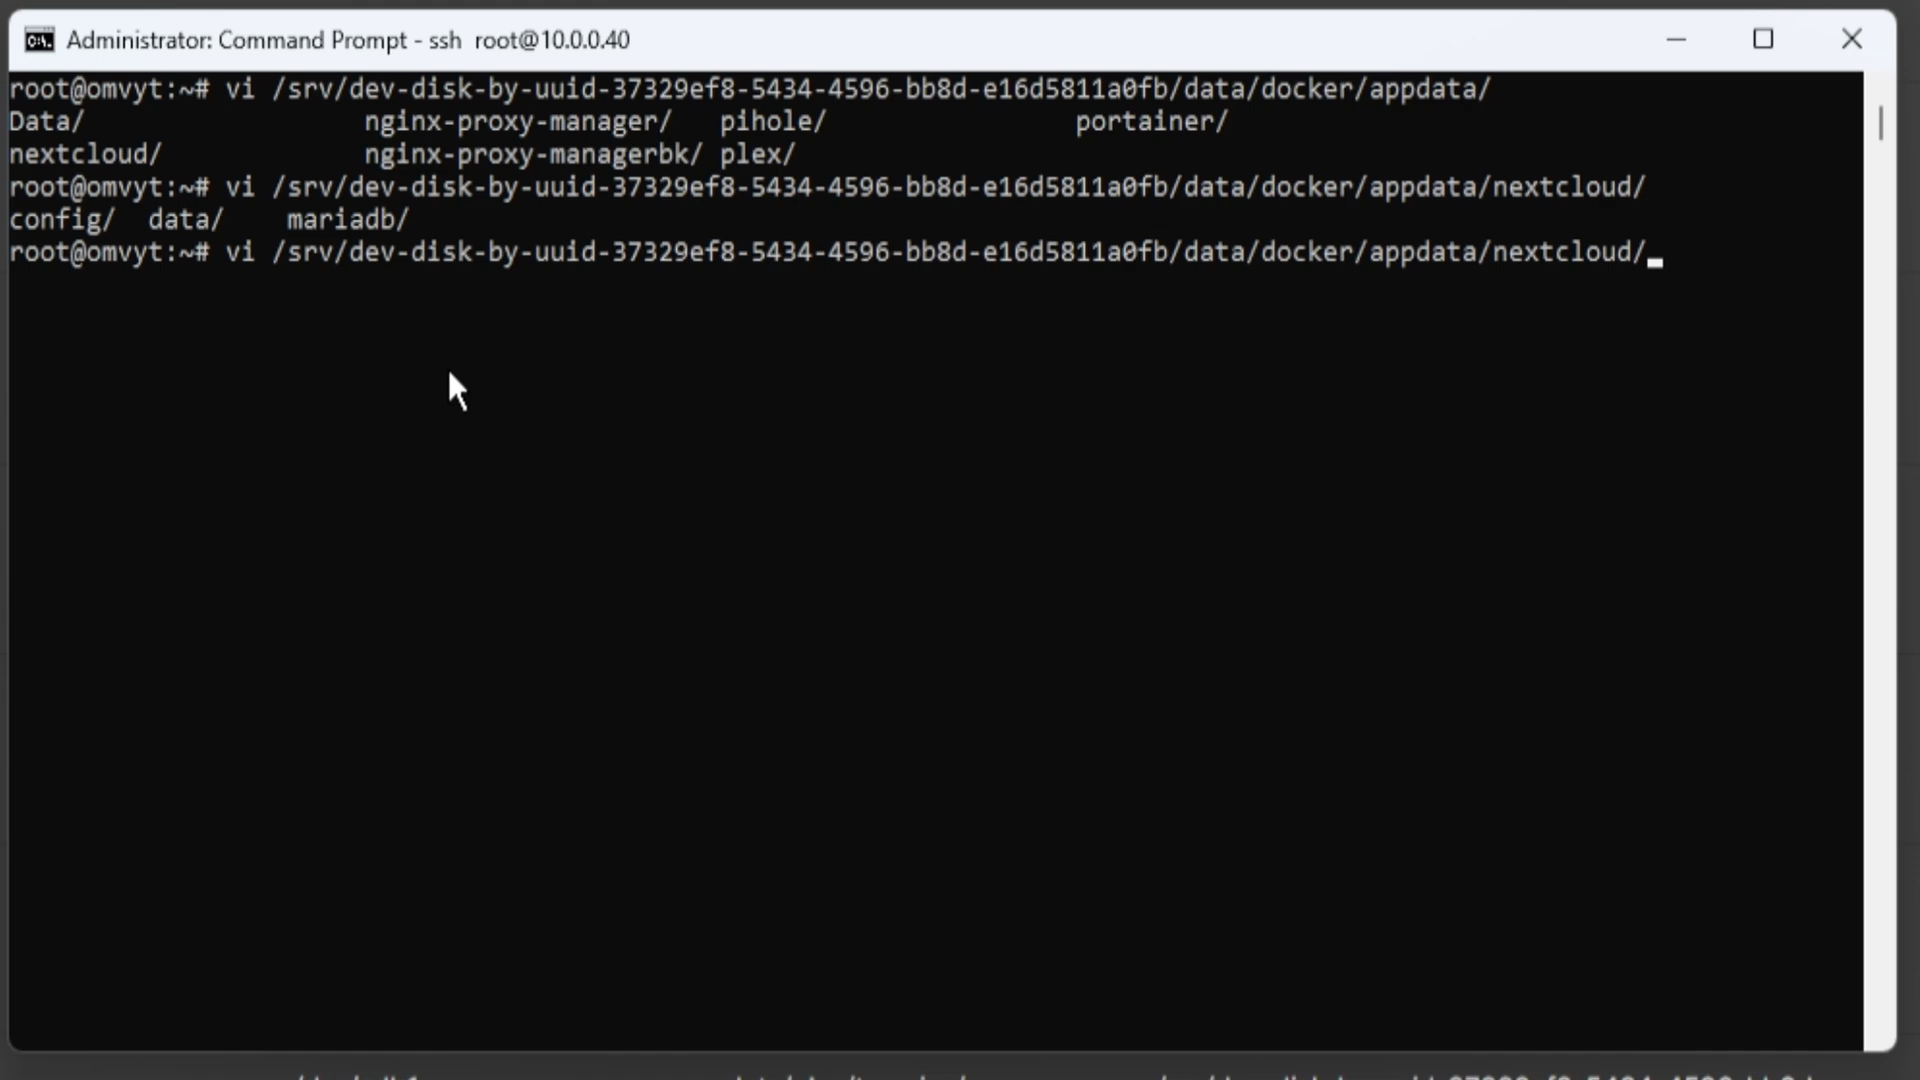 Administrator: Command Prompt - ssh  root@10.0.0.40
root@omvyt:~# vi /srv/dev-disk-by-uuid-37329ef8-5434-4596-bb8d-e16d5811a0fb/data/docker/appdata/
Data/                  nginx-proxy-manager/   pihole/                portainer/
nextcloud/             nginx-proxy-managerbk/ plex/
root@omvyt:~# vi /srv/dev-disk-by-uuid-37329ef8-5434-4596-bb8d-e16d5811a0fb/data/docker/appdata/nextcloud/
config/  data/    mariadb/
root@omvyt:~# vi /srv/dev-disk-by-uuid-37329ef8-5434-4596-bb8d-e16d5811a0fb/data/docker/appdata/nextcloud/